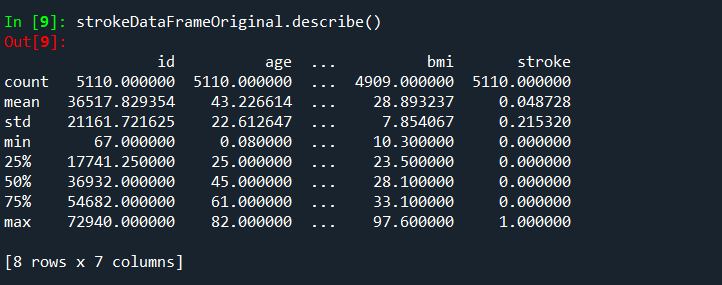 In [9]: strokeDataFrameOriginal.describe()
Out[9]:
                 id          age  ...          bmi       stroke
count   5110.000000  5110.000000  ...  4909.000000  5110.000000
mean   36517.829354    43.226614  ...    28.893237     0.048728
std    21161.721625    22.612647  ...     7.854067     0.215320
min       67.000000     0.080000  ...    10.300000     0.000000
25%    17741.250000    25.000000  ...    23.500000     0.000000
50%    36932.000000    45.000000  ...    28.100000     0.000000
75%    54682.000000    61.000000  ...    33.100000     0.000000
max    72940.000000    82.000000  ...    97.600000     1.000000
[8 rows x 7 columns]